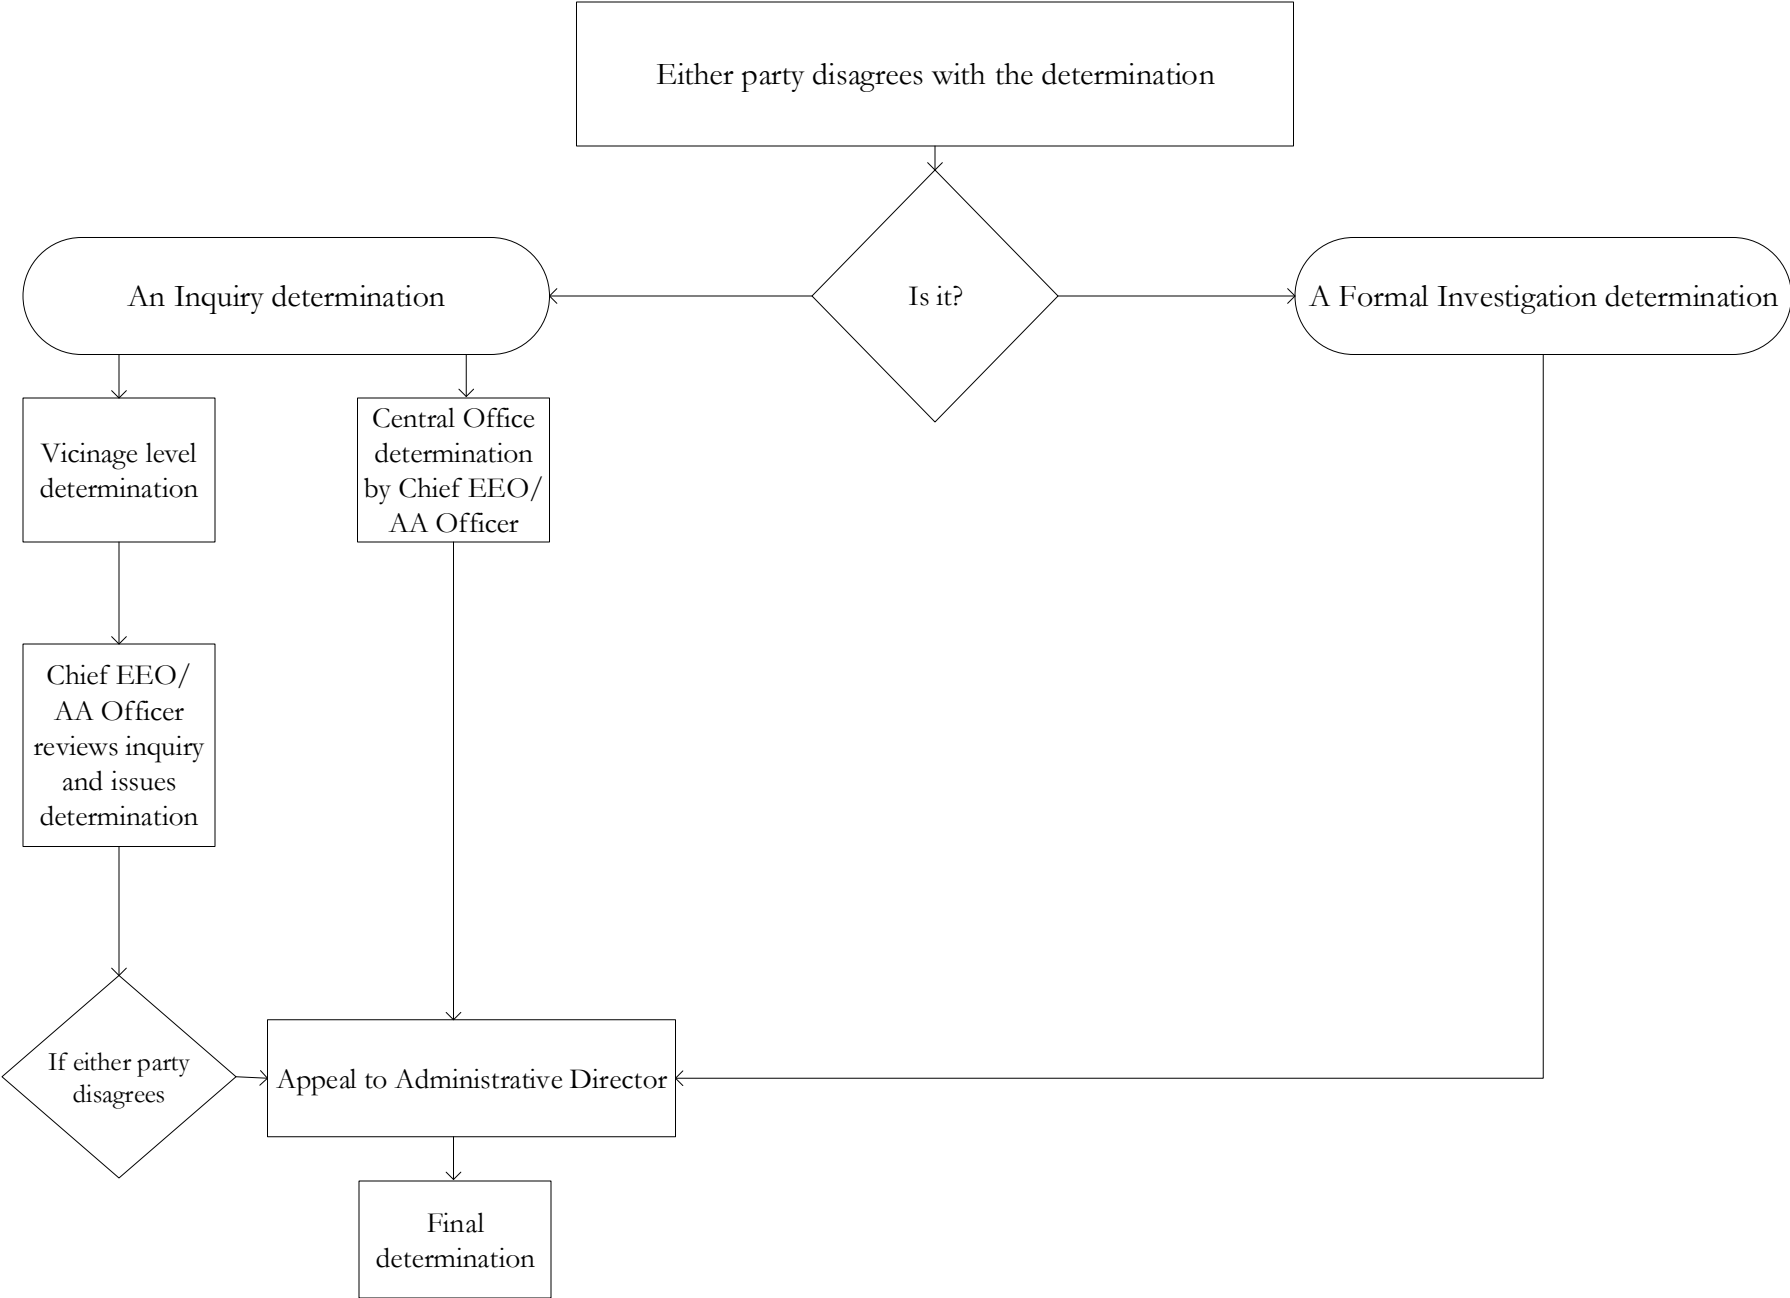 Either party disagrees with the determination
An Inquiry determination
Is it?
A Formal Investigation determination
Vicinage level
determination
Central Office
determination
by Chief EEO/
AA Officer
Chief EEO/
AA Officer
reviews inquiry
and issues
determination
If either party
disagrees
Appeal to Administrative Director
Final
determination